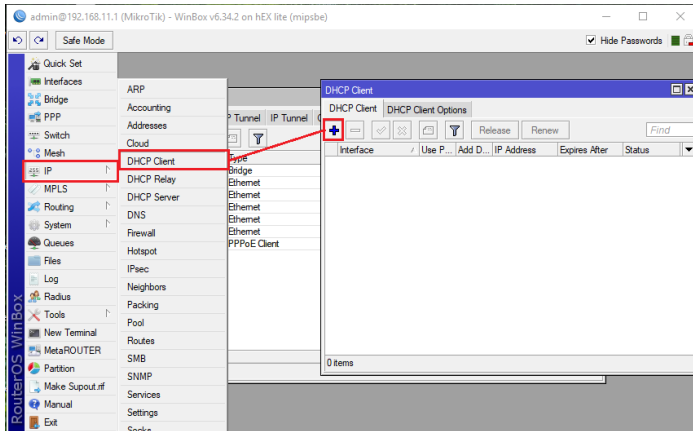 admin@192.168.11.1 (MikroTik) - WinBox v6.34.2 on hEX lite (mipsbe)
Safe Mode
Hide Passwords
Quick Set
Interfaces
Bridge
PPP
Switch
Mesh
IP
MPLS
Routing
System
Queues
Files
Log
Radius
Tools
New Terminal
MetaROUTER
Partition
Make Supout.rif
Manual
Exit
RouterOS WinBox
ARP
Accounting
Addresses
Cloud
DHCP Client
DHCP Relay
DHCP Server
DNS
Firewall
Hotspot
IPsec
Neighbors
Packing
Pool
Routes
SMB
SNMP
Services
Settings
Socks
P Tunnel IP Tunnel
Type
Bridge
Ethernet
Ethernet
Ethernet
Ethernet
Ethernet
PPPoE Client
DHCP Client
DHCP Client DHCP Client Options
Release Renew Find
Interface Use P... Add D... IP Address Expires After Status
0 items